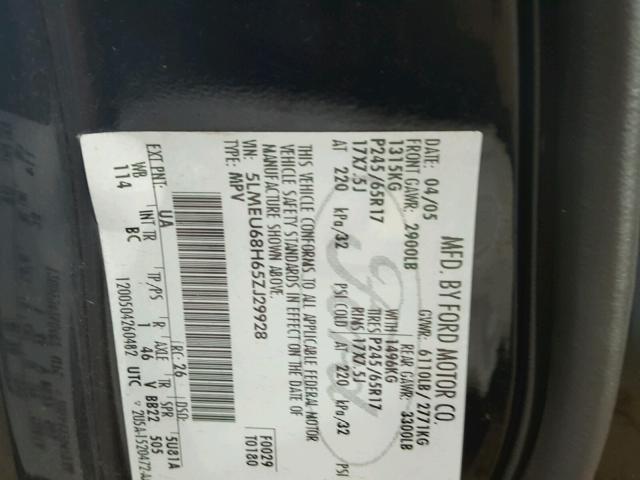 MFD. BY FORD MOTOR CO.
04/05
GVWR: 6110LB/2771KG
FRONT GAWR: 2900LB
REAR GAWR: 3300LB
1315KG
WITH 1496KG
P245/65R17
TIRES P245/65R17
17X7.5J
RIMS 17X7.5J
AT 220 kPa/32 PSI COLD
AT 220 kPa/32 PSI
THIS VEHICLE CONFORMS TO ALL APPLICABLE FEDERAL MOTOR
VEHICLE SAFETY STANDARDS IN EFFECT ON THE DATE OF
MANUFACTURE SHOWN ABOVE.
VIN: 5LMEU68H65ZJ29928
TYPE: MPV
F0029
T0180
EXT PNT: UA RC: 26 DSO:
WB INT TR TP/PS R AXLE TR SPR
114 BC 1 46 V BB22 5U81A
505
1200504260482 UTC